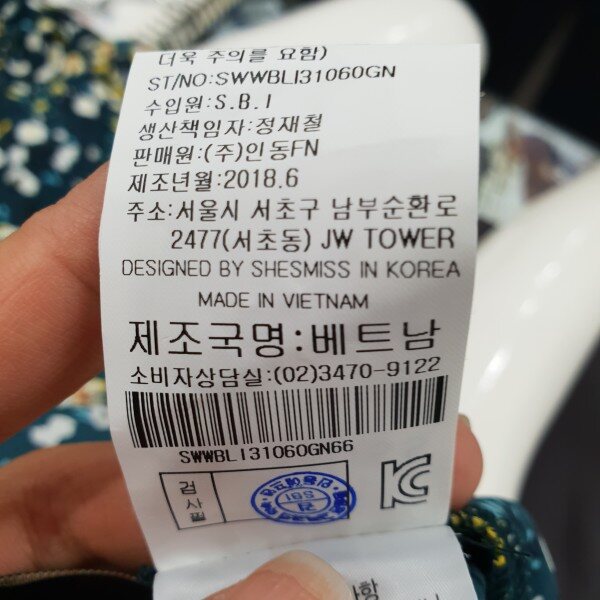 더욱 주의를 요함)
ST/NO:SWWBLI31060GN
수입원:S.B.I
생산책임자:정재철
판매원:(주)인동FN
제조년월:2018.6
주소:서울시 서초구 남부순환로
2477(서초동) JW TOWER
DESIGNED BY SHESMISS IN KOREA
MADE IN VIETNAM
제조국명:베트남
소비자상담실:(02)3470-9122
SWWBLI31060GN66
검사필
SBI